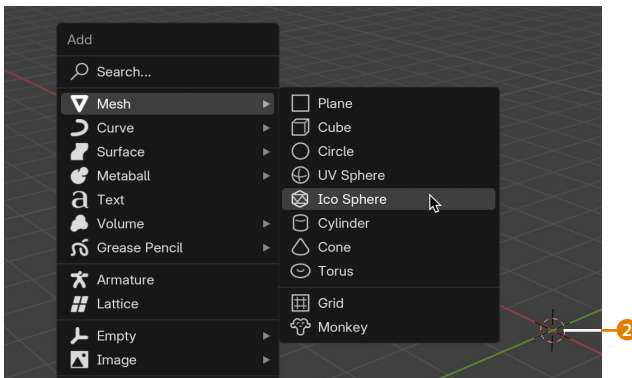 Add
Search...
Mesh
Curve
Surface
Metaball
Text
Volume
Grease Pencil
Armature
Lattice
Empty
Image
Plane
Cube
Circle
UV Sphere
Ico Sphere
Cylinder
Cone
Torus
Grid
Monkey
2